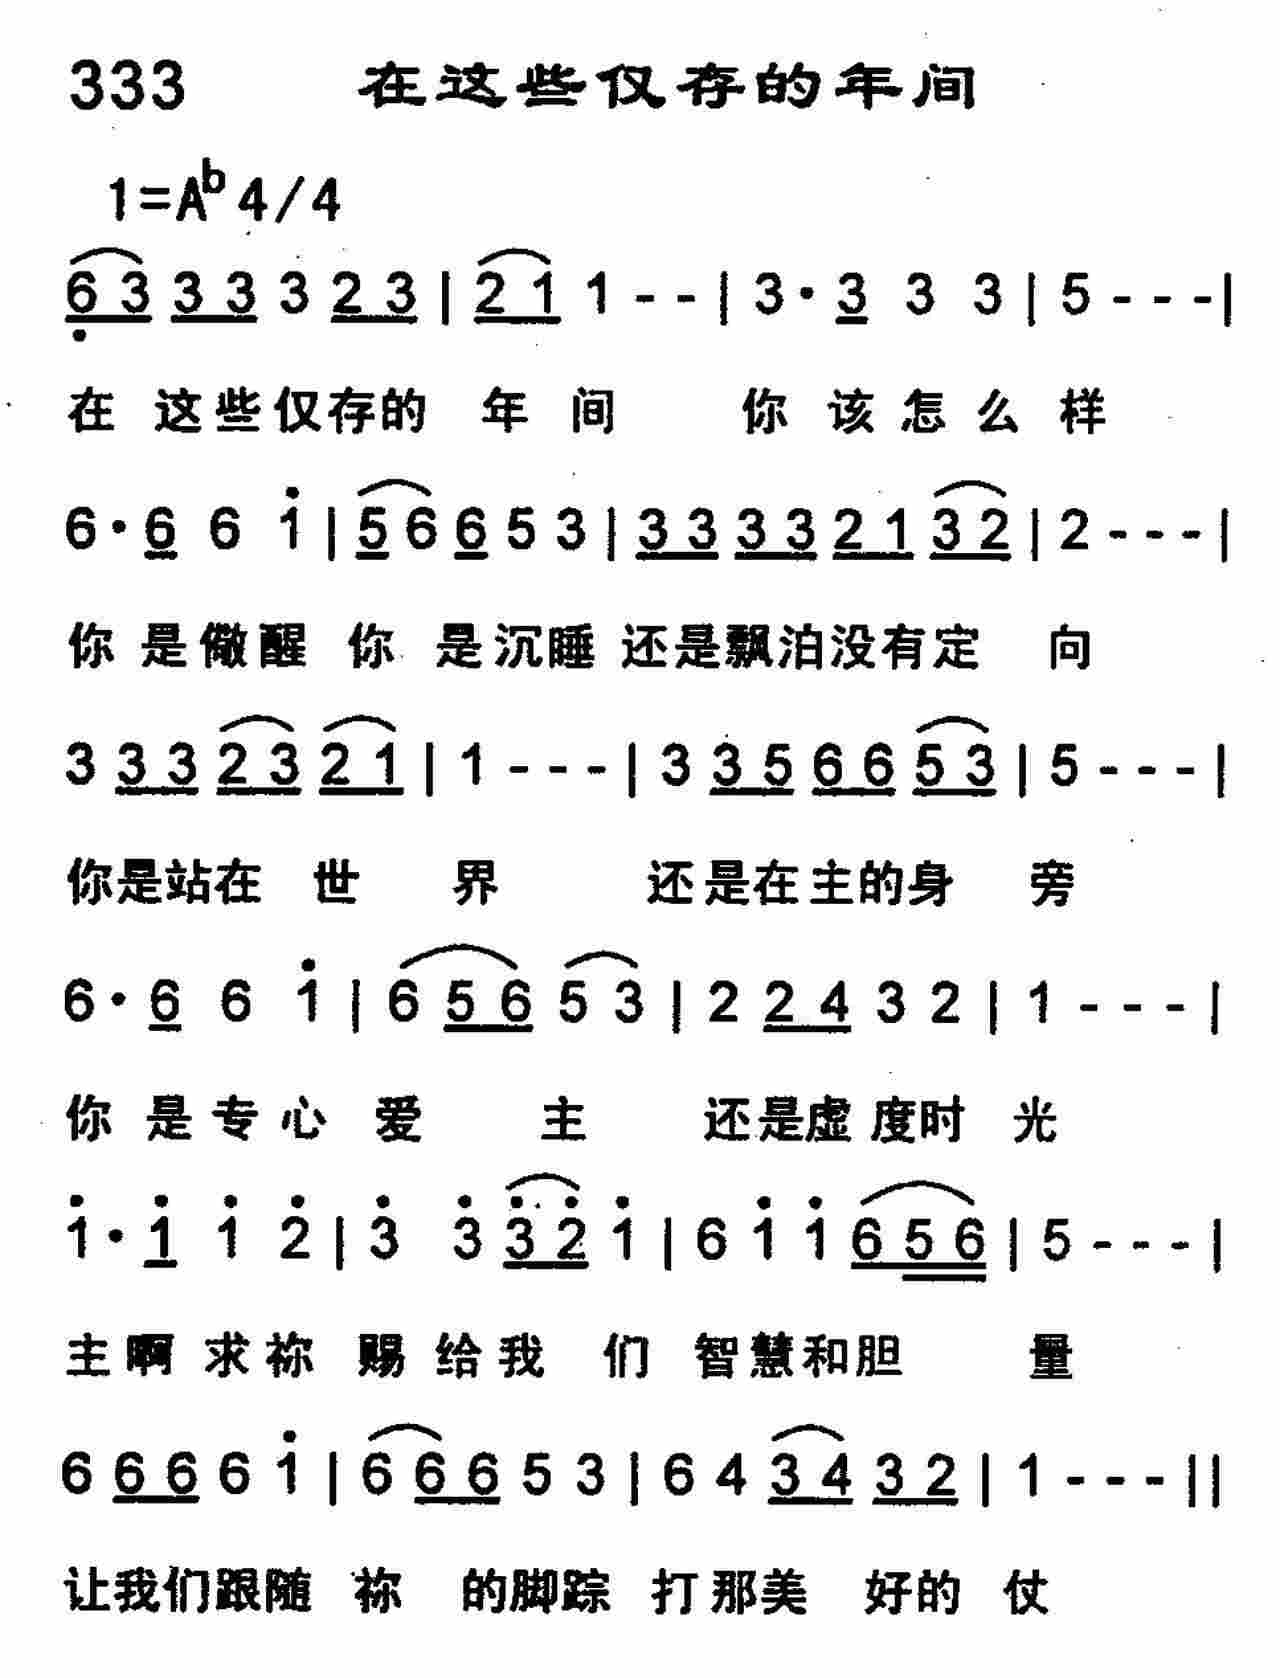 333 在这些仅存的年间
1=Ab 4/4
6 3 3 3 3 2 3 | 2 1 1 - - | 3 · 3 3 3 | 5 - - - |
在 这些仅存的 年 间 你 该 怎 么 样
6 · 6 6 1 | 5 6 6 5 3 | 3 3 3 3 2 1 3 2 | 2 - - - |
你 是 儆 醒 你 是沉睡 还是飘泊没有定 向
3 3 3 2 3 2 1 | 1 - - - | 3 3 5 6 6 5 3 | 5 - - - |
你是站在 世 界 还是在主的身 旁
6 · 6 6 1 | 6 5 6 5 3 | 2 2 4 3 2 | 1 - - - |
你 是 专 心 爱 主 还是虚度时 光
1 · 1 1 2 | 3 3 3 2 1 | 6 1 1 6 5 6 | 5 - - - |
主 啊 求 祢 赐 给 我 们 智慧和胆 量
6 6 6 6 1 | 6 6 6 5 3 | 6 4 3 4 3 2 | 1 - - - ||
让我们跟随 祢 的脚踪 打那美 好的 仗